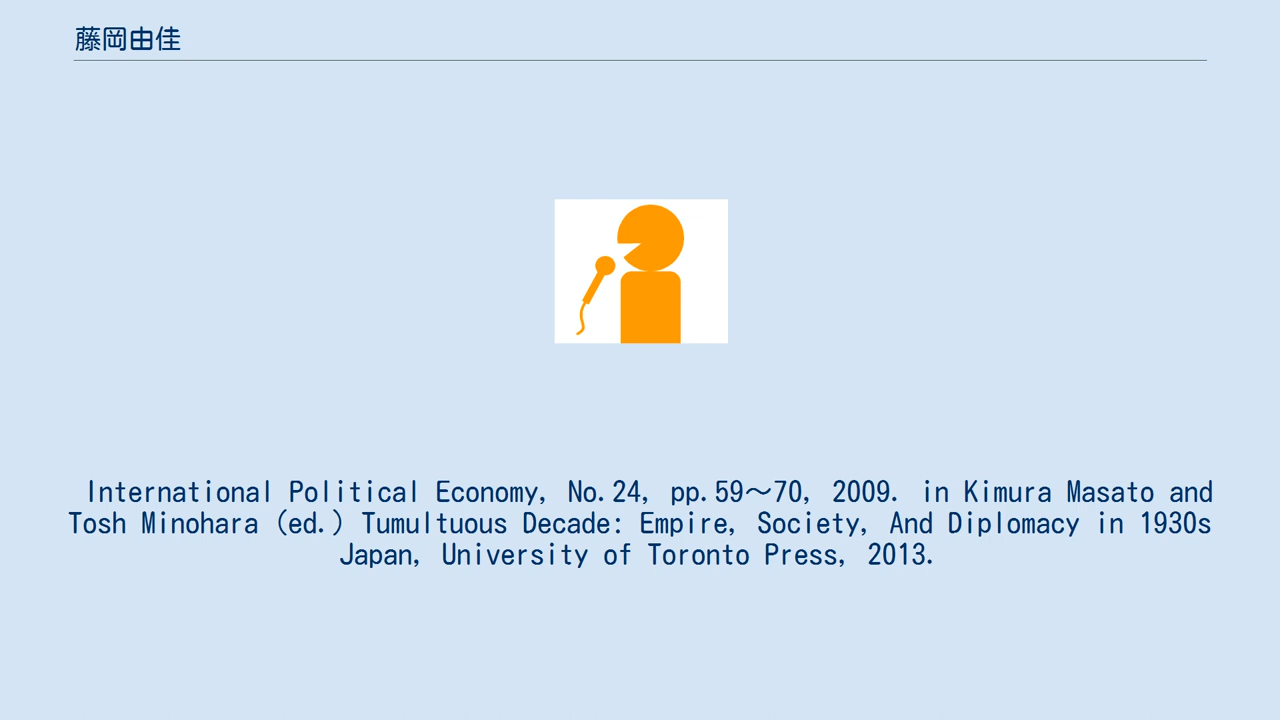 藤岡由佳
International Political Economy, No.24, pp.59〜70, 2009. in Kimura Masato and
Tosh Minohara (ed.) Tumultuous Decade: Empire, Society, And Diplomacy in 1930s
Japan, University of Toronto Press, 2013.